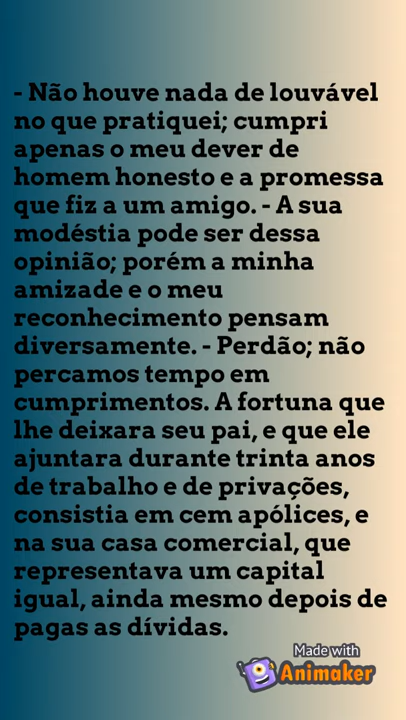 - Não houve nada de louvável
no que pratiquei; cumpri
apenas o meu dever de
homem honesto e a promessa
que fiz a um amigo. - A sua
modéstia pode ser dessa
opinião; porém a minha
amizade e o meu
reconhecimento pensam
diversamente. - Perdão; não
percamos tempo em
cumprimentos. A fortuna que
lhe deixara seu pai, e que ele
ajuntara durante trinta anos
de trabalho e de privações,
consistia em cem apólices, e
na sua casa comercial, que
representava um capital
igual, ainda mesmo depois de
pagas as dívidas.
Made with
Animaker